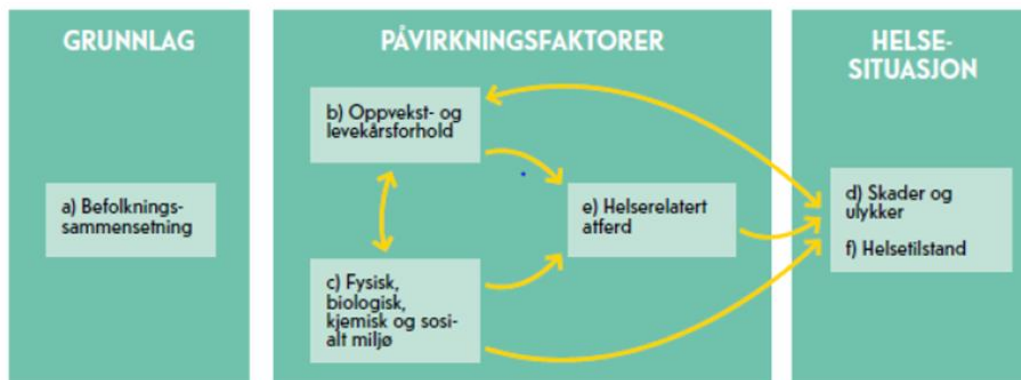 GRUNNLAG
a) Befolknings-
sammensetning
PÅVIRKNINGSFAKTORER
b) Oppvekst- og
levekårsforhold
c) Fysisk,
biologisk,
kjemisk og sosi-
alt miljø
e) Helserelatert
atferd
HELSE-
SITUASJON
d) Skader og
ulykker
f) Helsetilstand